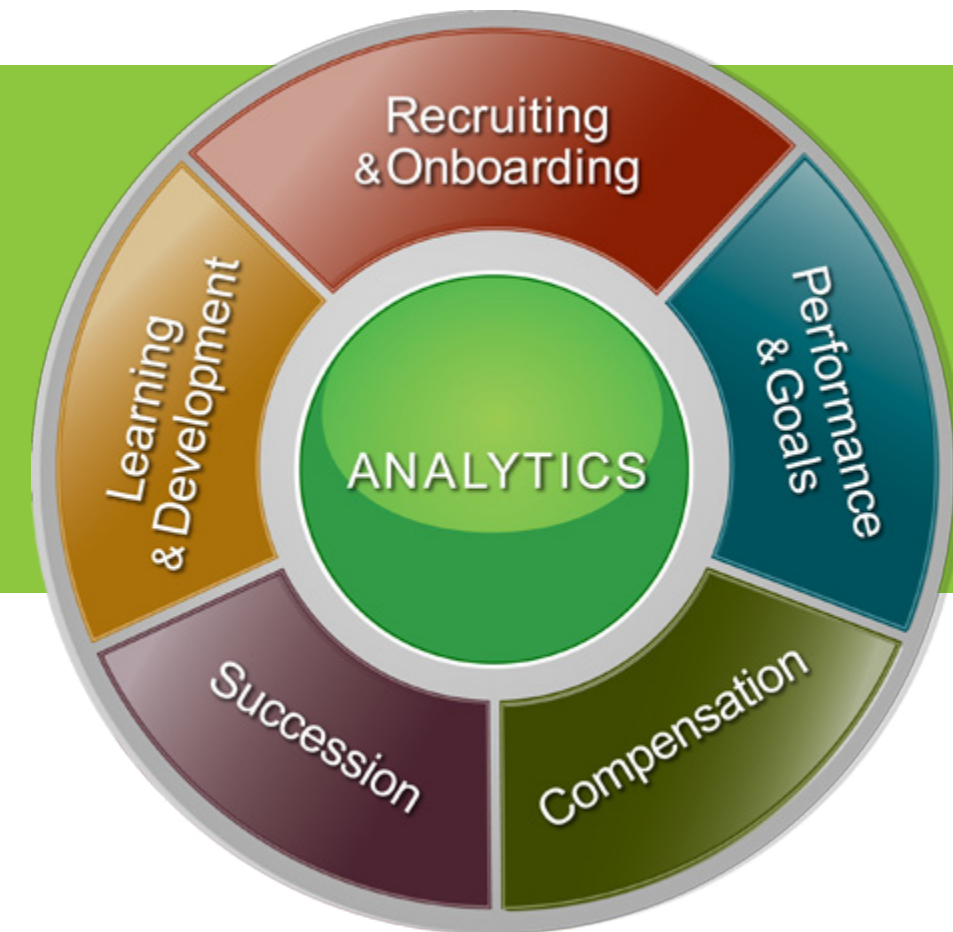 Recruiting
& Onboarding
Performance
& Goals
Compensation
Succession
Learning
& Development
ANALYTICS